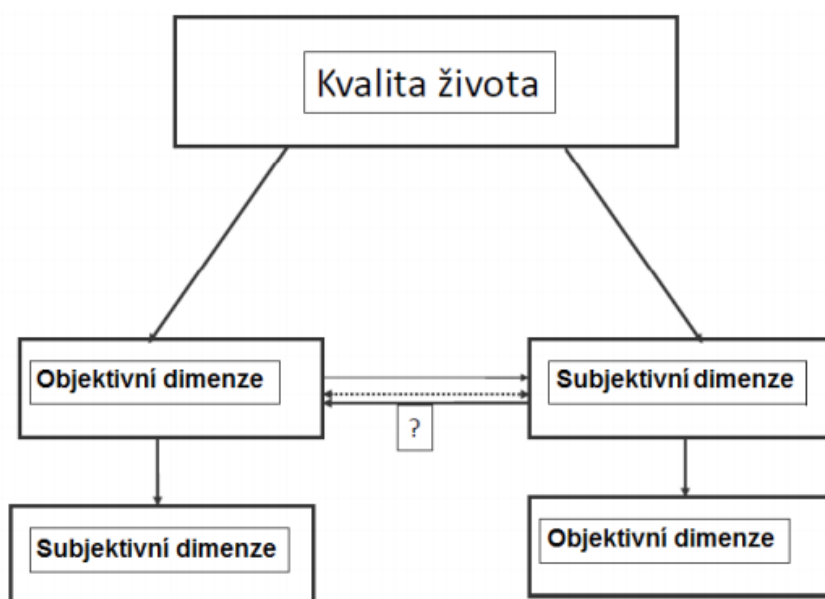 Kvalita života
Objektivní dimenze
Subjektivní dimenze
?
Subjektivní dimenze
Objektivní dimenze